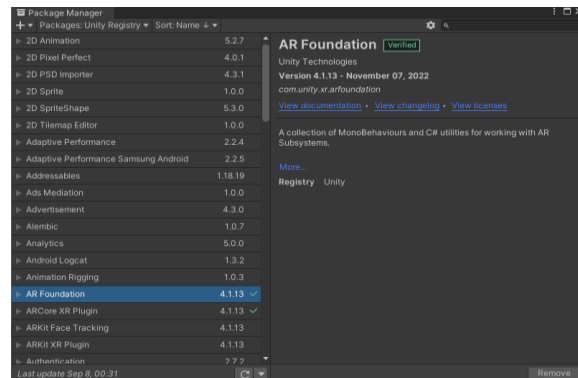 Package Manager
+ Packages: Unity Registry Sort: Name ↓
2D Animation 5.2.7
2D Pixel Perfect 4.0.1
2D PSD Importer 4.3.1
2D Sprite 1.0.0
2D SpriteShape 5.3.0
2D Tilemap Editor 1.0.0
Adaptive Performance 2.2.4
Adaptive Performance Samsung Android 2.2.5
Addressables 1.18.19
Ads Mediation 1.0.0
Advertisement 4.3.0
Alembic 1.0.7
Analytics 5.0.0
Android Logcat 1.3.2
Animation Rigging 1.0.3
AR Foundation 4.1.13 ✓
ARCore XR Plugin 4.1.13 ✓
ARKit Face Tracking 4.1.13
ARKit XR Plugin 4.1.13
Authentication 2.7.2
Last update Sep 8, 00:31
AR Foundation Verified
Unity Technologies
Version 4.1.13 - November 07, 2022
com.unity.xr.arfoundation
View documentation • View changelog • View licenses
A collection of MonoBehaviours and C# utilities for working with AR
Subsystems.
More...
Registry Unity
Remove